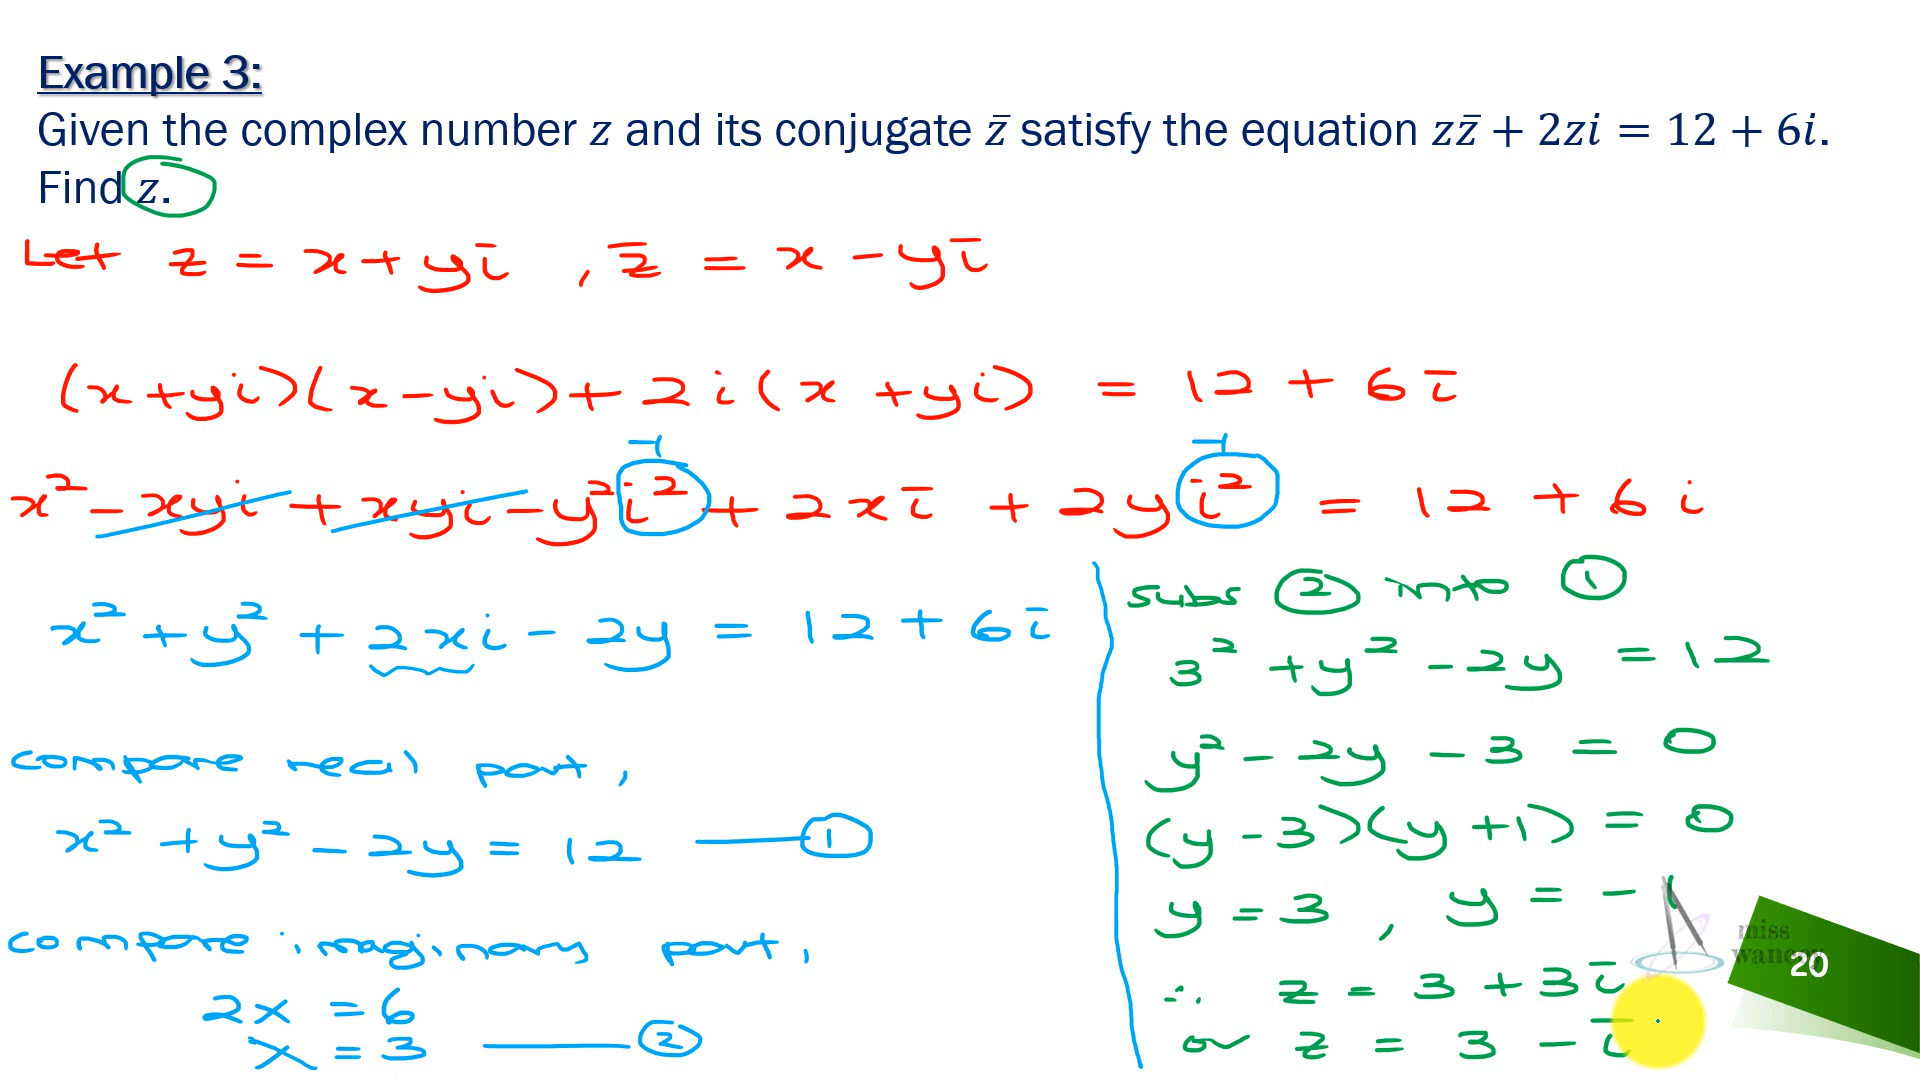 Example 3:
Given the complex number z and its conjugate z̄ satisfy the equation zz̄ + 2zi = 12 + 6i.
Find z.
Let z = x + yi , z̄ = x - yi
(x + yi)(x - yi) + 2i(x + yi) = 12 + 6i
-1 -1
x² - xyi + xyi - y²i² + 2xi + 2yi² = 12 + 6i
x² + y² + 2xi - 2y = 12 + 6i
compare real part,
x² + y² - 2y = 12 —— ①
compare imaginary part,
2x = 6
x = 3 —— ②
subs ② into ①
3² + y² - 2y = 12
y² - 2y - 3 = 0
(y - 3)(y + 1) = 0
y = 3 , y = -1
∴ z = 3 + 3i
or z = 3 - i
miss
wancoy
20